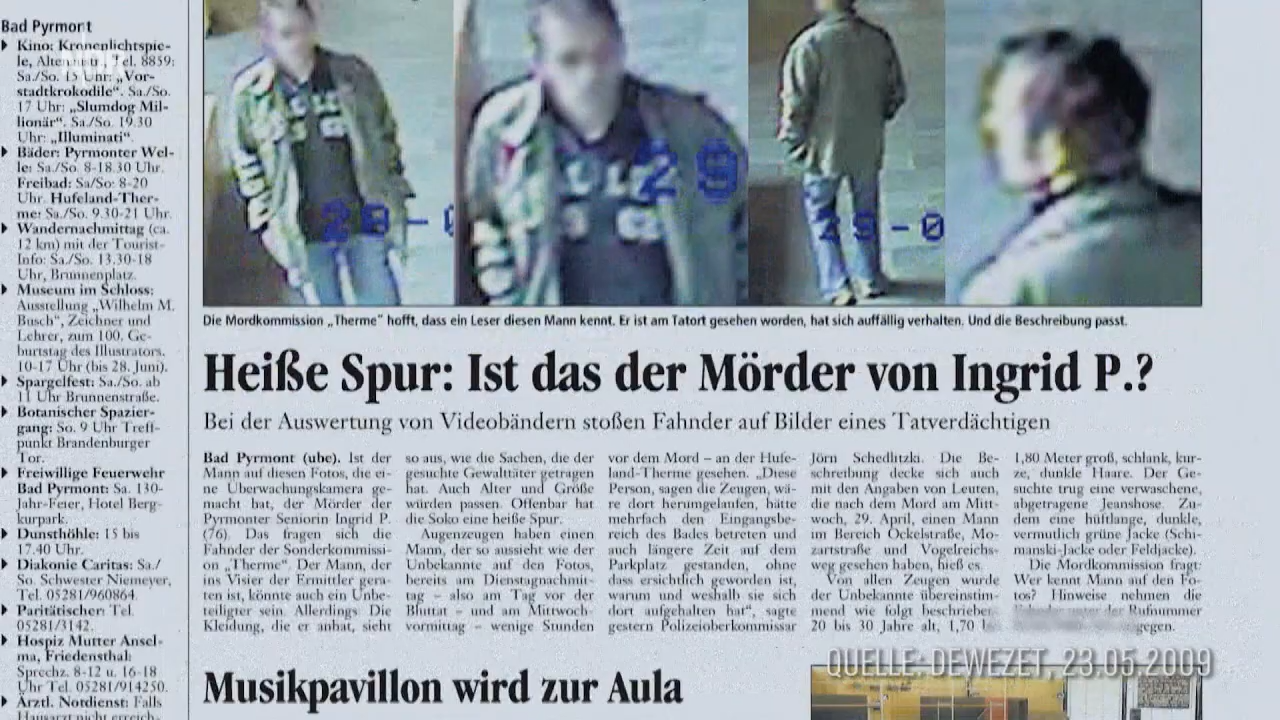 Bad Pyrmont
Kino: Kronenlichtspie-
le, Altenaustr., Tel. 8859:
Sa./So. 15 Uhr: „Vor-
stadtkrokodile“. Sa./So.
17 Uhr: „Slumdog Mil-
lionär“. Sa./So. 19.30
Uhr: „Illuminati“.
Bäder: Pyrmonter Wel-
le: Sa./So. 8-18.30 Uhr.
Freibad: Sa/So: 8-20
Uhr. Hufeland-Ther-
me: Sa./So. 9.30-21 Uhr.
Wandernachmittag (ca.
12 km) mit der Tourist-
Info: Sa./So. 13.30-18
Uhr, Brunnenplatz.
Museum im Schloss:
Ausstellung „Wilhelm M.
Busch“, Zeichner und
Lehrer, zum 100. Ge-
burtstag des Illustrators.
10-17 Uhr (bis 28. Juni).
Spargelfest: Sa./So. ab
11 Uhr Brunnenstraße.
Botanischer Spazier-
gang: So. 9 Uhr Treff-
punkt Brandenburger
Tor.
Freiwillige Feuerwehr
Bad Pyrmont: Sa. 130-
Jahr-Feier, Hotel Berg-
kurpark.
Dunsthöhle: 15 bis
17.40 Uhr.
Diakonie Caritas: Sa./
So. Schwester Niemeyer,
Tel. 05281/960864.
Paritätischer: Tel.
05281/3142.
Hospiz Mutter Ansel-
ma, Friedensthal:
Sprechz. 8-12 u. 16-18
Uhr Tel. 05281/914250.
Ärztl. Notdienst: Falls
Hausarzt nicht erreich-
29-0
29
29-0
Die Mordkommission „Therme“ hofft, dass ein Leser diesen Mann kennt. Er ist am Tatort gesehen worden, hat sich auffällig verhalten. Und die Beschreibung passt.
Heiße Spur: Ist das der Mörder von Ingrid P.?
Bei der Auswertung von Videobändern stoßen Fahnder auf Bilder eines Tatverdächtigen
Bad Pyrmont (ube). Ist der
Mann auf diesen Fotos, die ei-
ne Überwachungskamera ge-
macht hat, der Mörder der
Pyrmonter Seniorin Ingrid P.
(76). Das fragen sich die
Fahnder der Sonderkommissi-
on „Therme“. Der Mann, der
ins Visier der Ermittler gera-
ten ist, könnte auch ein Unbe-
teiligter sein. Allerdings: Die
Kleidung, die er anhat, sieht
so aus, wie die Sachen, die der
gesuchte Gewalttäter getragen
hat. Auch Alter und Größe
würden passen. Offenbar hat
die Soko eine heiße Spur.
Augenzeugen haben einen
Mann, der so aussieht wie der
Unbekannte auf den Fotos,
bereits am Dienstagnachmit-
tag – also am Tag vor der
Bluttat – und am Mittwoch-
vormittag – wenige Stunden
vor dem Mord – an der Hufe-
land-Therme gesehen. „Diese
Person, sagen die Zeugen, wä-
re dort herumgelaufen, hätte
mehrfach den Eingangsbe-
reich des Bades betreten und
auch längere Zeit auf dem
Parkplatz gestanden, ohne
dass ersichtlich geworden ist,
warum und weshalb sie sich
dort aufgehalten hat“, sagte
gestern Polizeioberkommissar
Jörn Schedlitzki. Die Be-
schreibung decke sich auch
mit den Angaben von Leuten,
die nach dem Mord am Mitt-
woch, 29. April, einen Mann
im Bereich Ockelstraße, Mo-
zartstraße und Vogelreichs-
weg gesehen haben, hieß es.
Von allen Zeugen wurde
der Unbekannte übereinstim-
mend wie folgt beschrieben:
20 bis 30 Jahre alt, 1,70
1,80 Meter groß, schlank, kur-
ze, dunkle Haare. Der Ge-
suchte trug eine verwaschene,
abgetragene Jeanshose. Zu-
dem eine hüftlange, dunkle,
vermutlich grüne Jacke (Schi-
manski-Jacke oder Feldjacke).
Die Mordkommission fragt:
Wer kennt Mann auf den Fo-
tos? Hinweise nehmen die
Rufnummer
gegen.
Musikpavillon wird zur Aula
QUELLE: DEWEZET, 23.05.2009